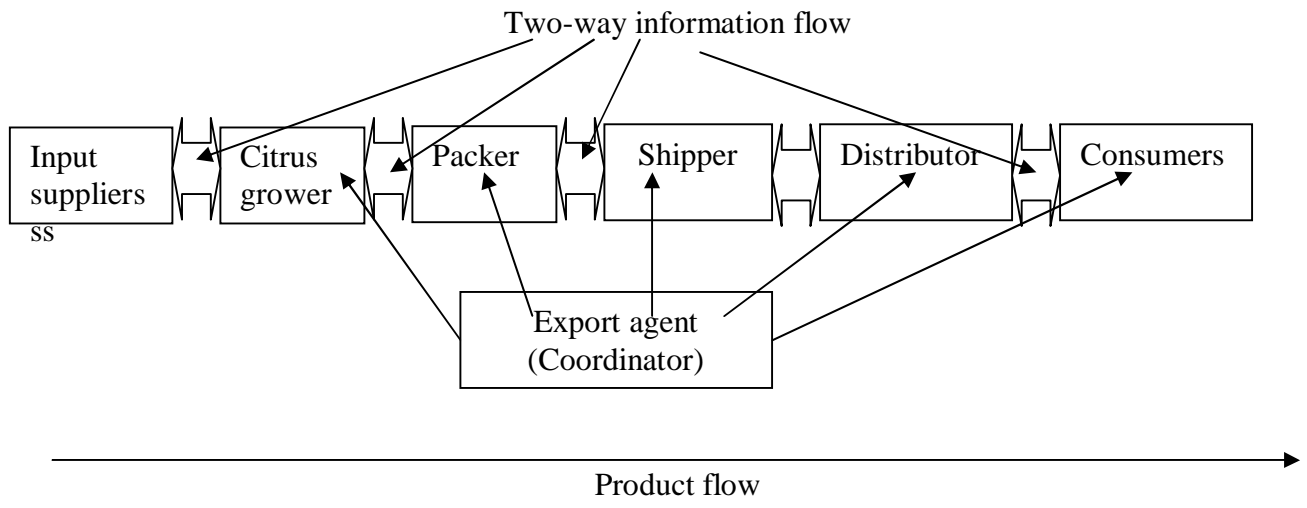 Two-way information flow
Input
suppliers
ss
Citrus
grower
Packer
Shipper
Distributor
Consumers
Export agent
(Coordinator)
Product flow